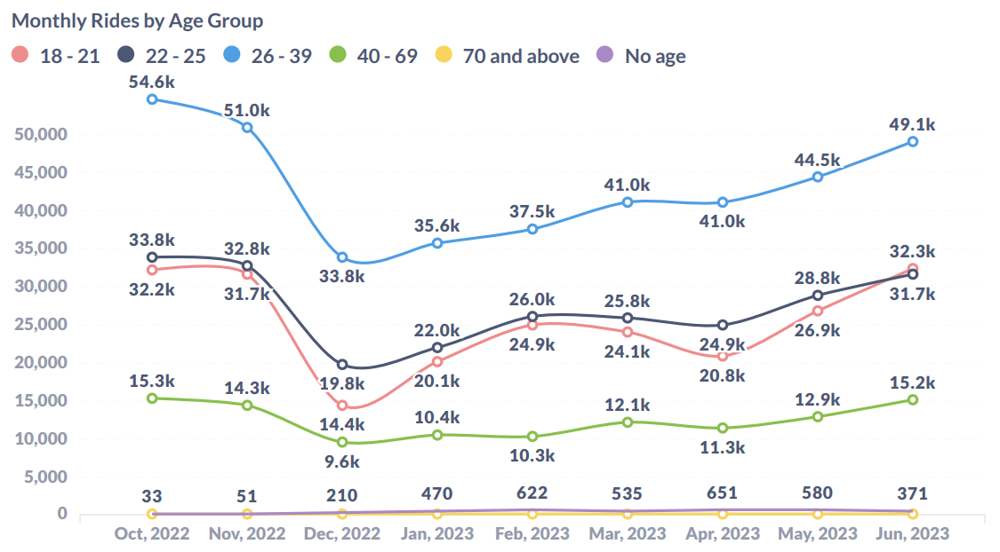 Monthly Rides by Age Group
18 - 21 22 - 25 26 - 39 40 - 69 70 and above No age
54.6k
51.0k
50,000
49.1k
45,000
44.5k
41.0k
40,000
37.5k
41.0k
35.6k
35,000
33.8k
32.8k
33.8k
32.3k
30,000
32.2k
31.7k
28.8k
31.7k
26.0k
25.8k
25,000
22.0k
24.9k
24.1k
24.9k
26.9k
20,000
19.8k
20.1k
20.8k
15,000
15.3k
14.3k
15.2k
14.4k
10.4k
12.1k
12.9k
10,000
9.6k
10.3k
11.3k
5,000
33 51 210 470 622 535 651 580 371
0
Oct, 2022 Nov, 2022 Dec, 2022 Jan, 2023 Feb, 2023 Mar, 2023 Apr, 2023 May, 2023 Jun, 2023